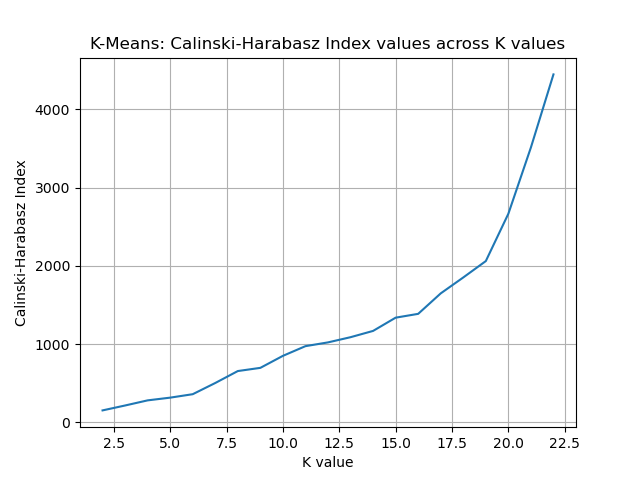 K-Means: Calinski-Harabasz Index values across K values
Calinski-Harabasz Index
4000
3000
2000
1000
0
2.5 5.0 7.5 10.0 12.5 15.0 17.5 20.0 22.5
K value